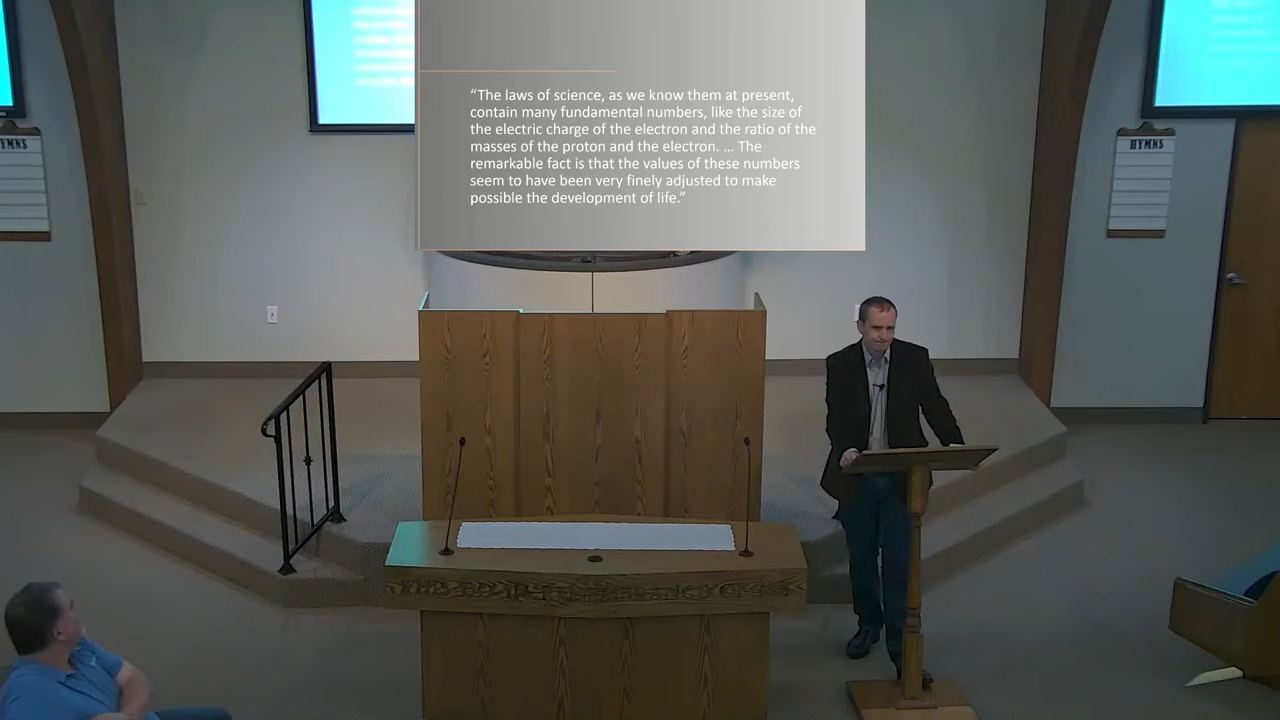 “The laws of science, as we know them at present,
contain many fundamental numbers, like the size of
the electric charge of the electron and the ratio of the
masses of the proton and the electron. ... The
remarkable fact is that the values of these numbers
seem to have been very finely adjusted to make
possible the development of life.”
YMNS
HYMNS